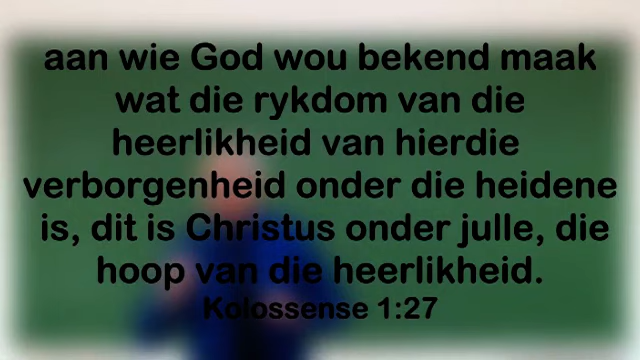 aan wie God wou bekend maak
wat die rykdom van die
heerlikheid van hierdie
verborgenheid onder die heidene
is, dit is Christus onder julle, die
hoop van die heerlikheid.
Kolossense 1:27